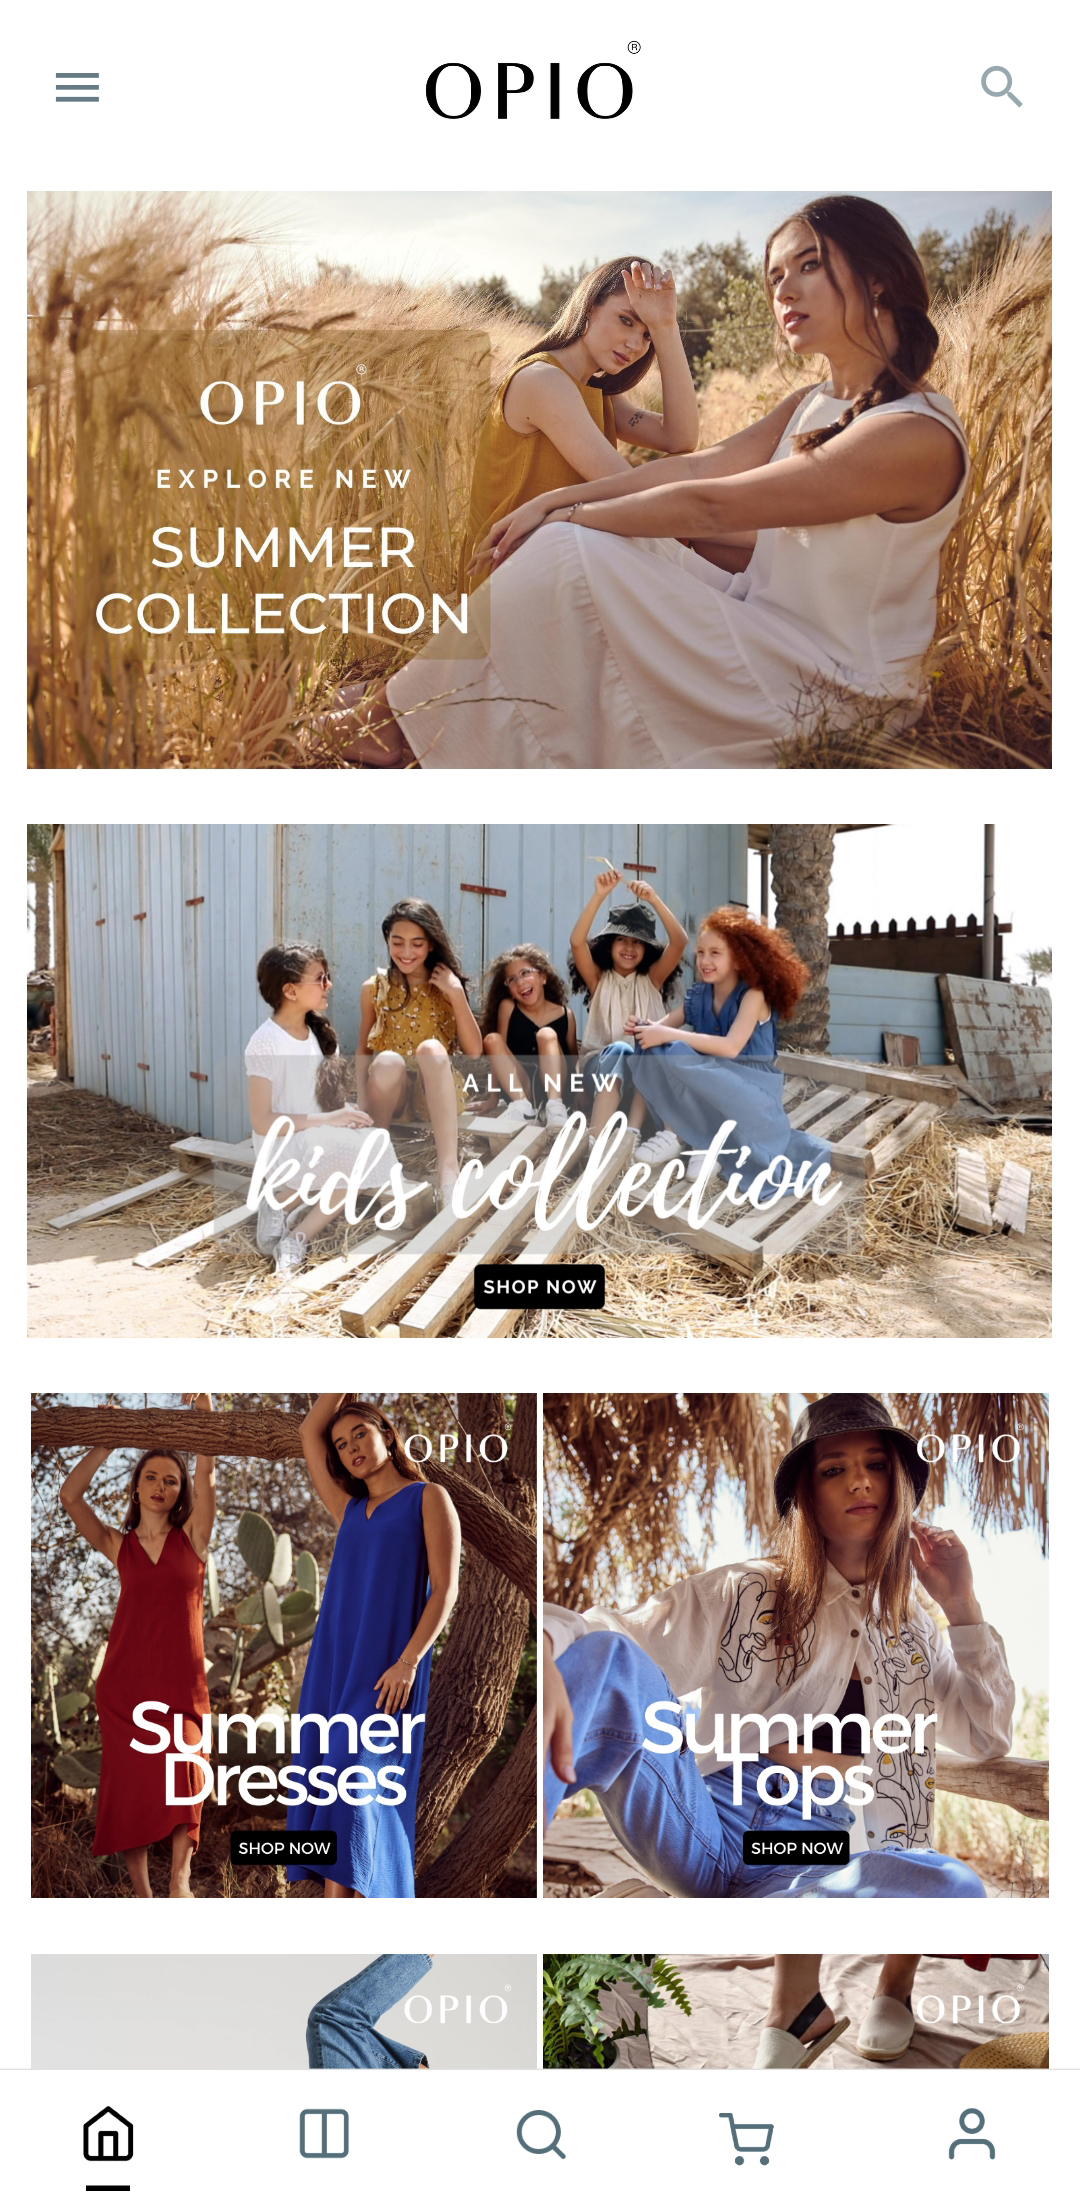 OPIO®
OPIO®
EXPLORE NEW
SUMMER
COLLECTION
ALL NEW
kids collection
SHOP NOW
OPIO®
Summer
Dresses
SHOP NOW
OPIO®
Summer
Tops
SHOP NOW
OPIO®
OPIO®